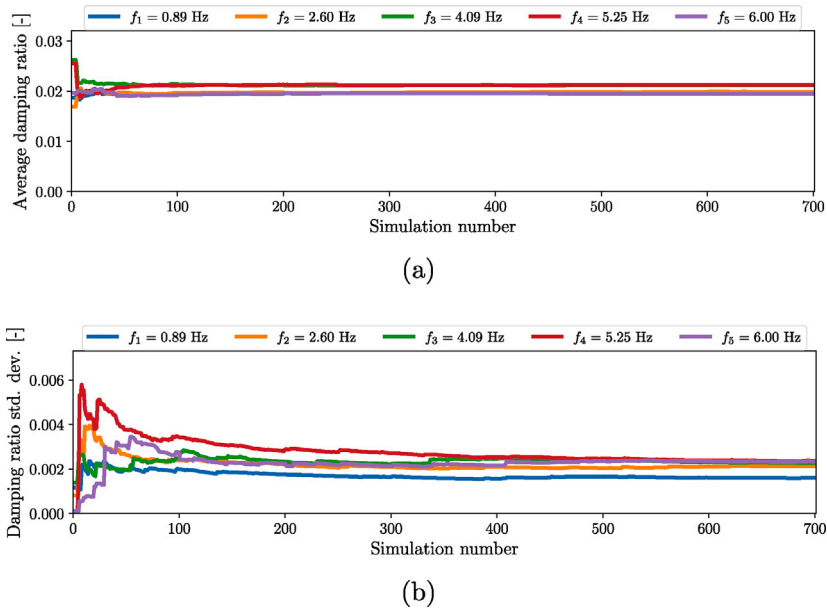 f₁ = 0.89 Hz f₂ = 2.60 Hz f₃ = 4.09 Hz f₄ = 5.25 Hz f₅ = 6.00 Hz
Average damping ratio [-]
0.03
0.02
0.01
0.00
0 100 200 300 400 500 600 700
Simulation number
(a)
f₁ = 0.89 Hz f₂ = 2.60 Hz f₃ = 4.09 Hz f₄ = 5.25 Hz f₅ = 6.00 Hz
Damping ratio std. dev. [-]
0.006
0.004
0.002
0.000
0 100 200 300 400 500 600 700
Simulation number
(b)